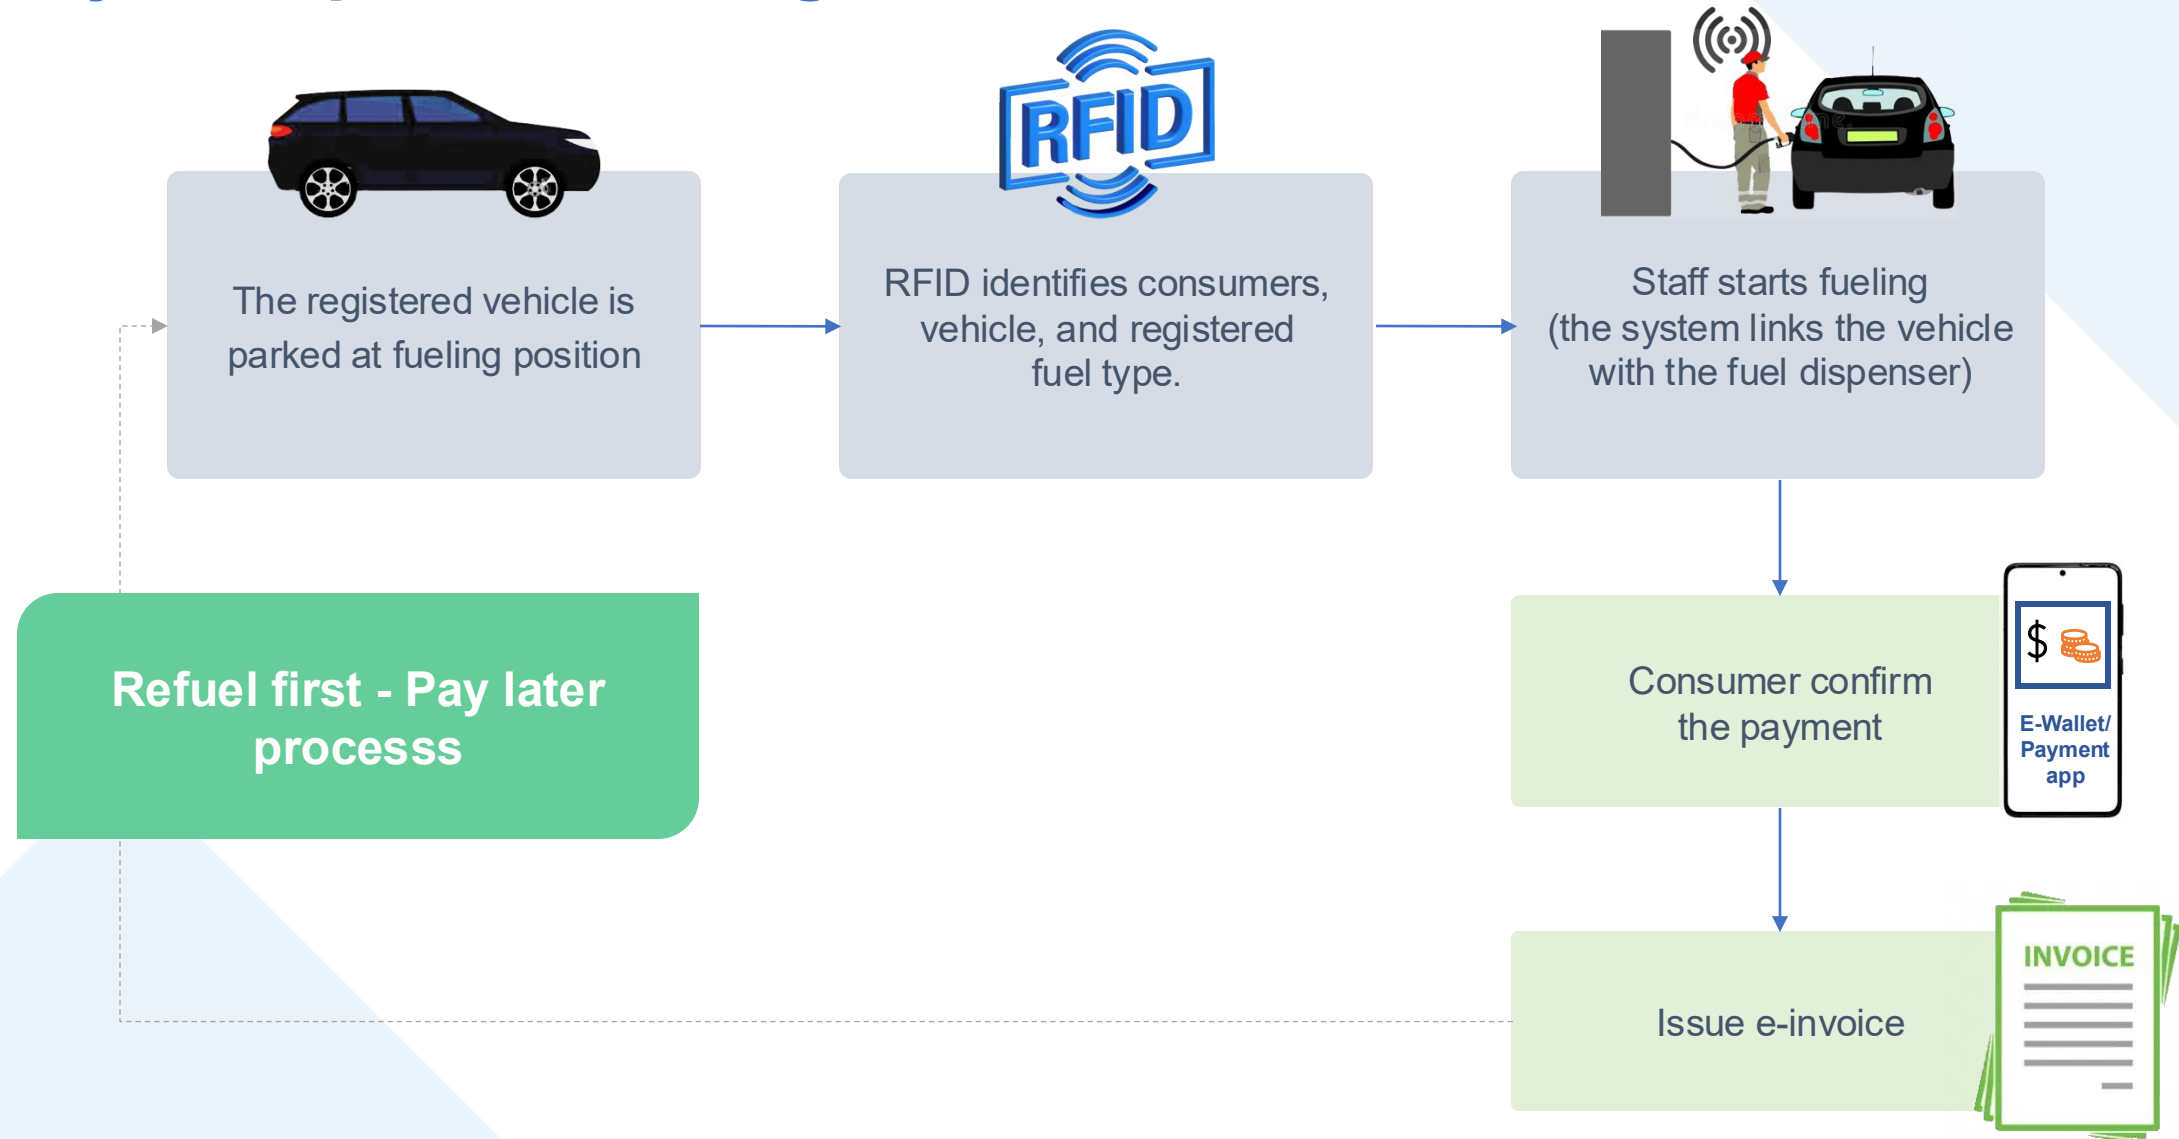 RFID
The registered vehicle is
parked at fueling position
RFID identifies consumers,
vehicle, and registered
fuel type.
Staff starts fueling
(the system links the vehicle
with the fuel dispenser)
Refuel first - Pay later
processs
Consumer confirm
the payment
$
E-Wallet/
Payment
app
INVOICE
Issue e-invoice